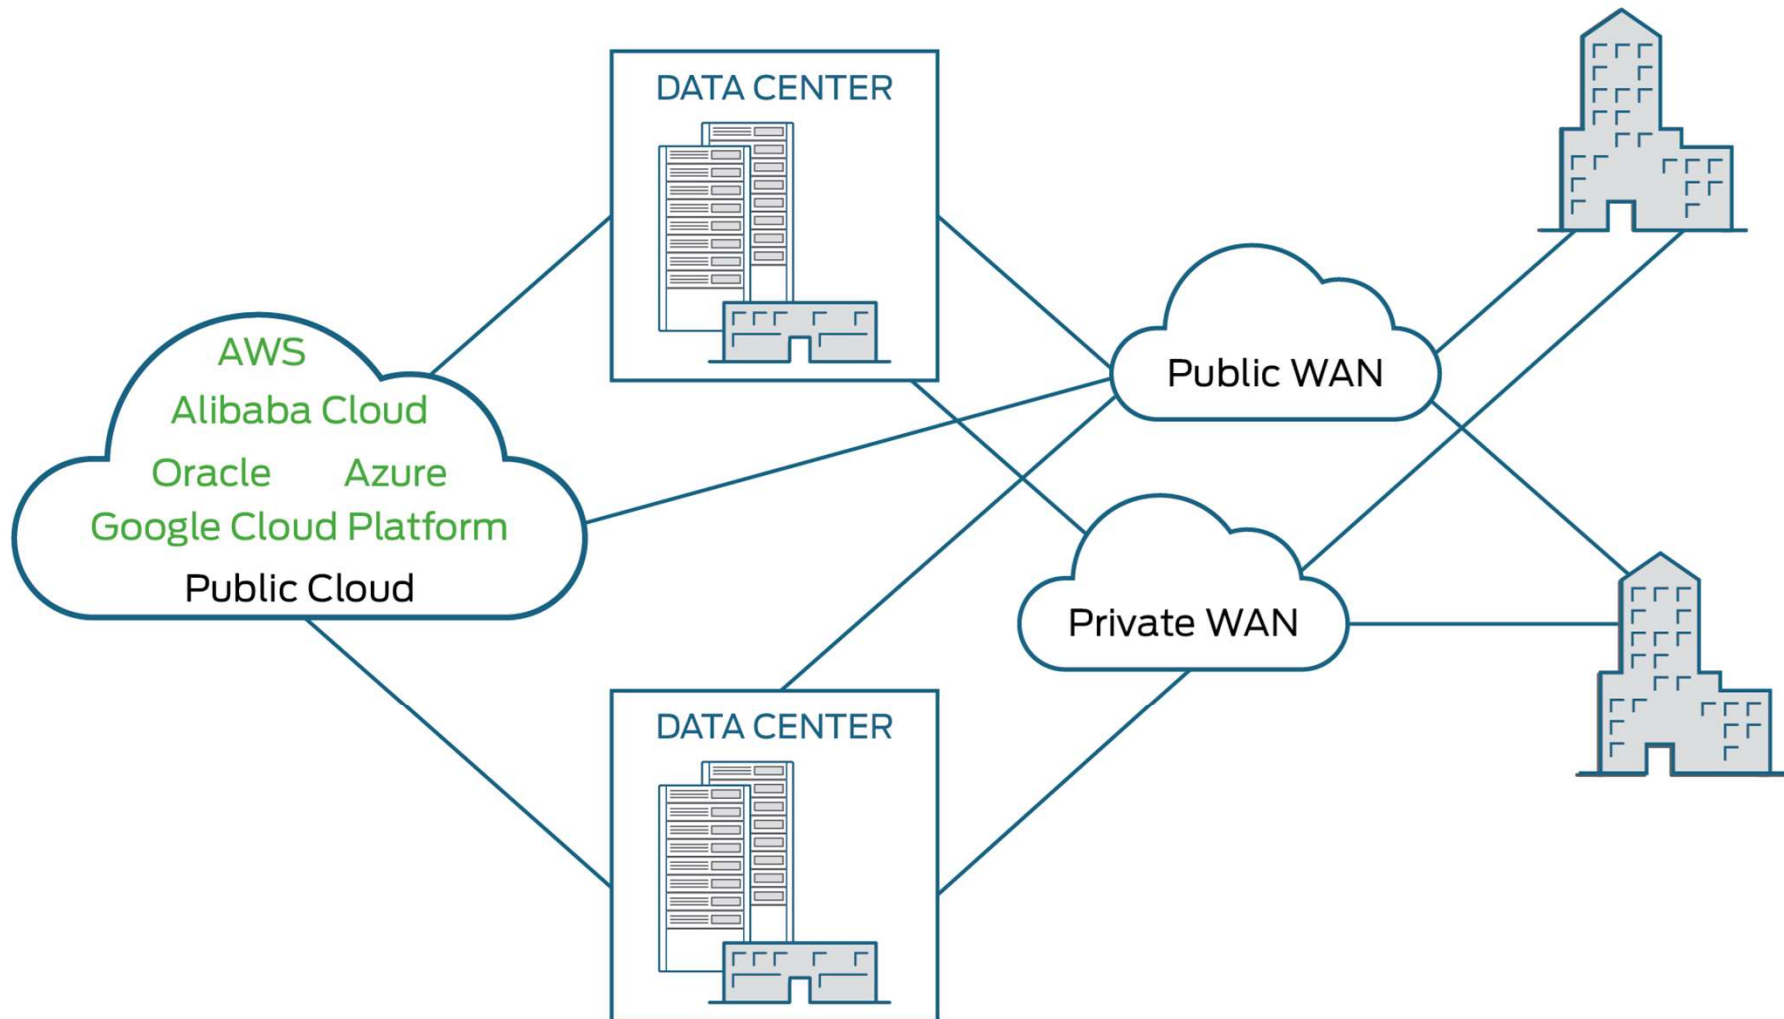 DATA CENTER
AWS
Alibaba Cloud
Oracle Azure
Google Cloud Platform
Public Cloud
Public WAN
Private WAN
DATA CENTER